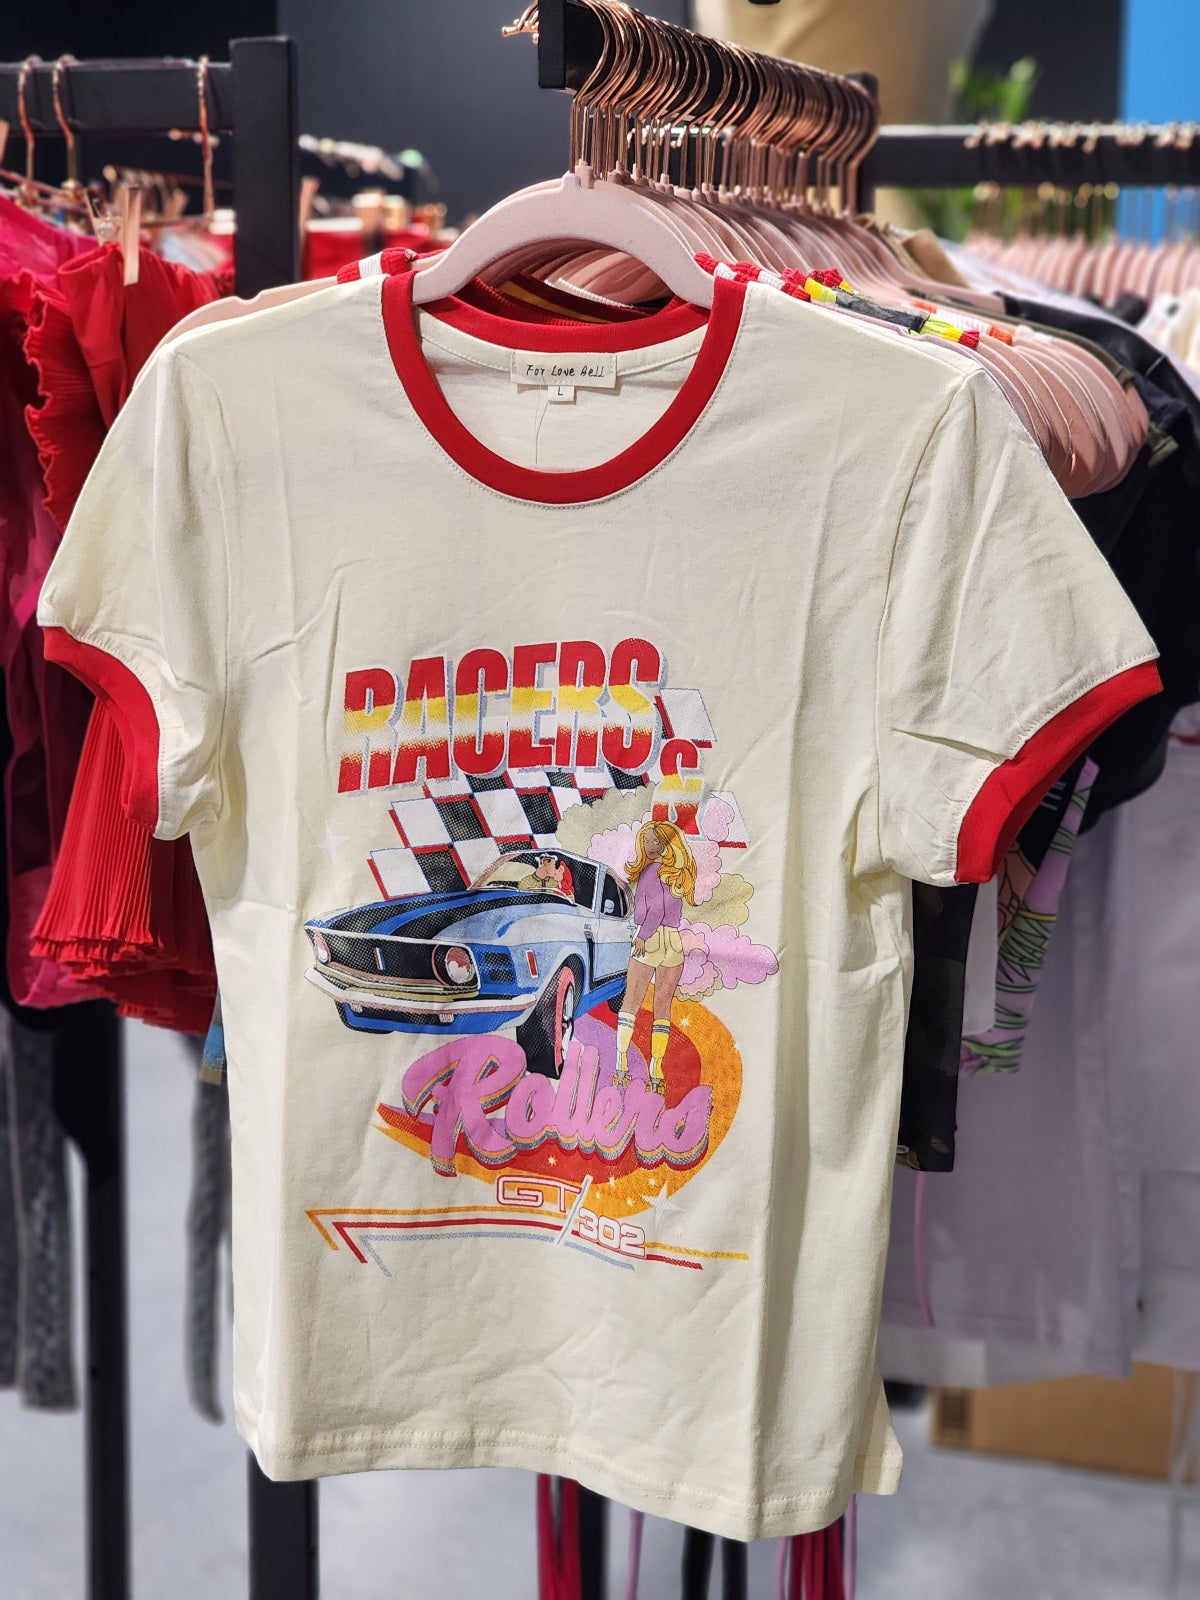 For Love Bell
L
RACERS
&
Rollers
GT/302